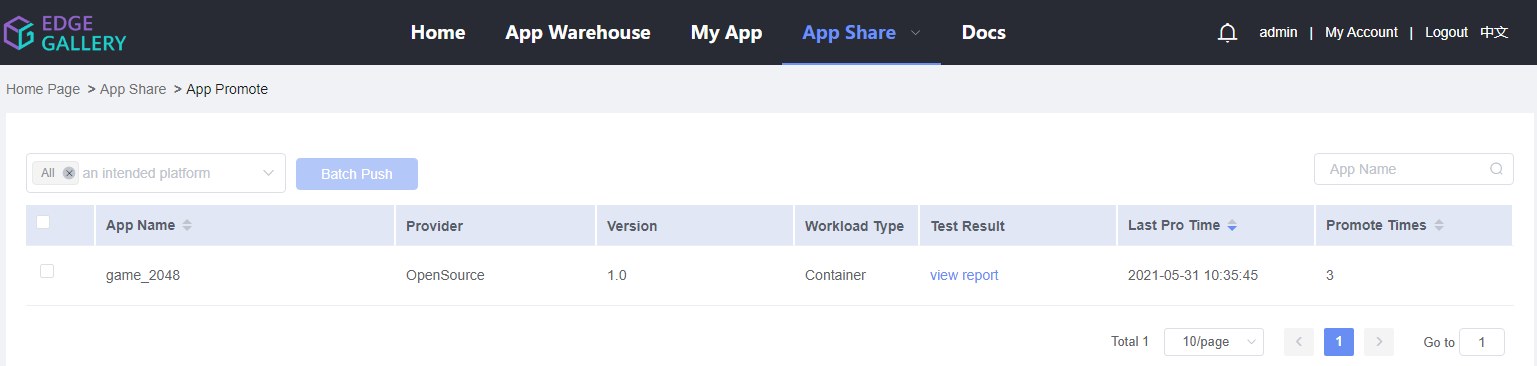 EDGE
GALLERY
Home App Warehouse My App App Share Docs admin | My Account | Logout 中文
Home Page > App Share > App Promote
All an intended platform Batch Push App Name
App Name Provider Version Workload Type Test Result Last Pro Time Promote Times
game_2048 OpenSource 1.0 Container view report 2021-05-31 10:35:45 3
Total 1 10/page < 1 > Go to 1